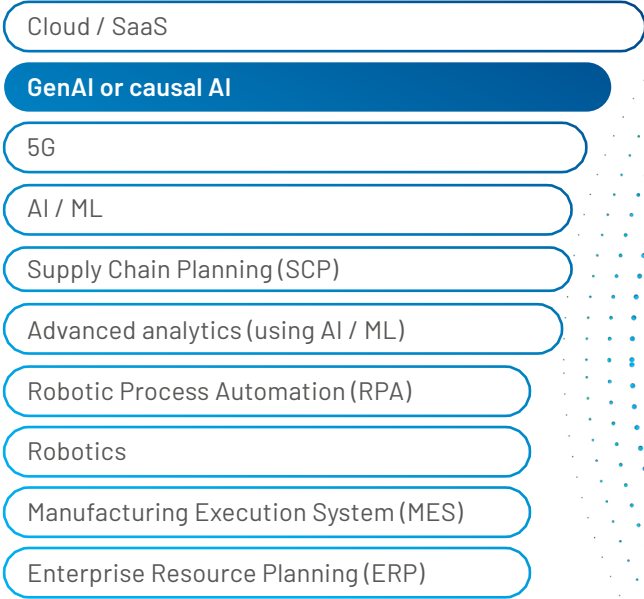 Cloud / SaaS
GenAI or causal AI
5G
AI / ML
Supply Chain Planning (SCP)
Advanced analytics (using AI / ML)
Robotic Process Automation (RPA)
Robotics
Manufacturing Execution System (MES)
Enterprise Resource Planning (ERP)